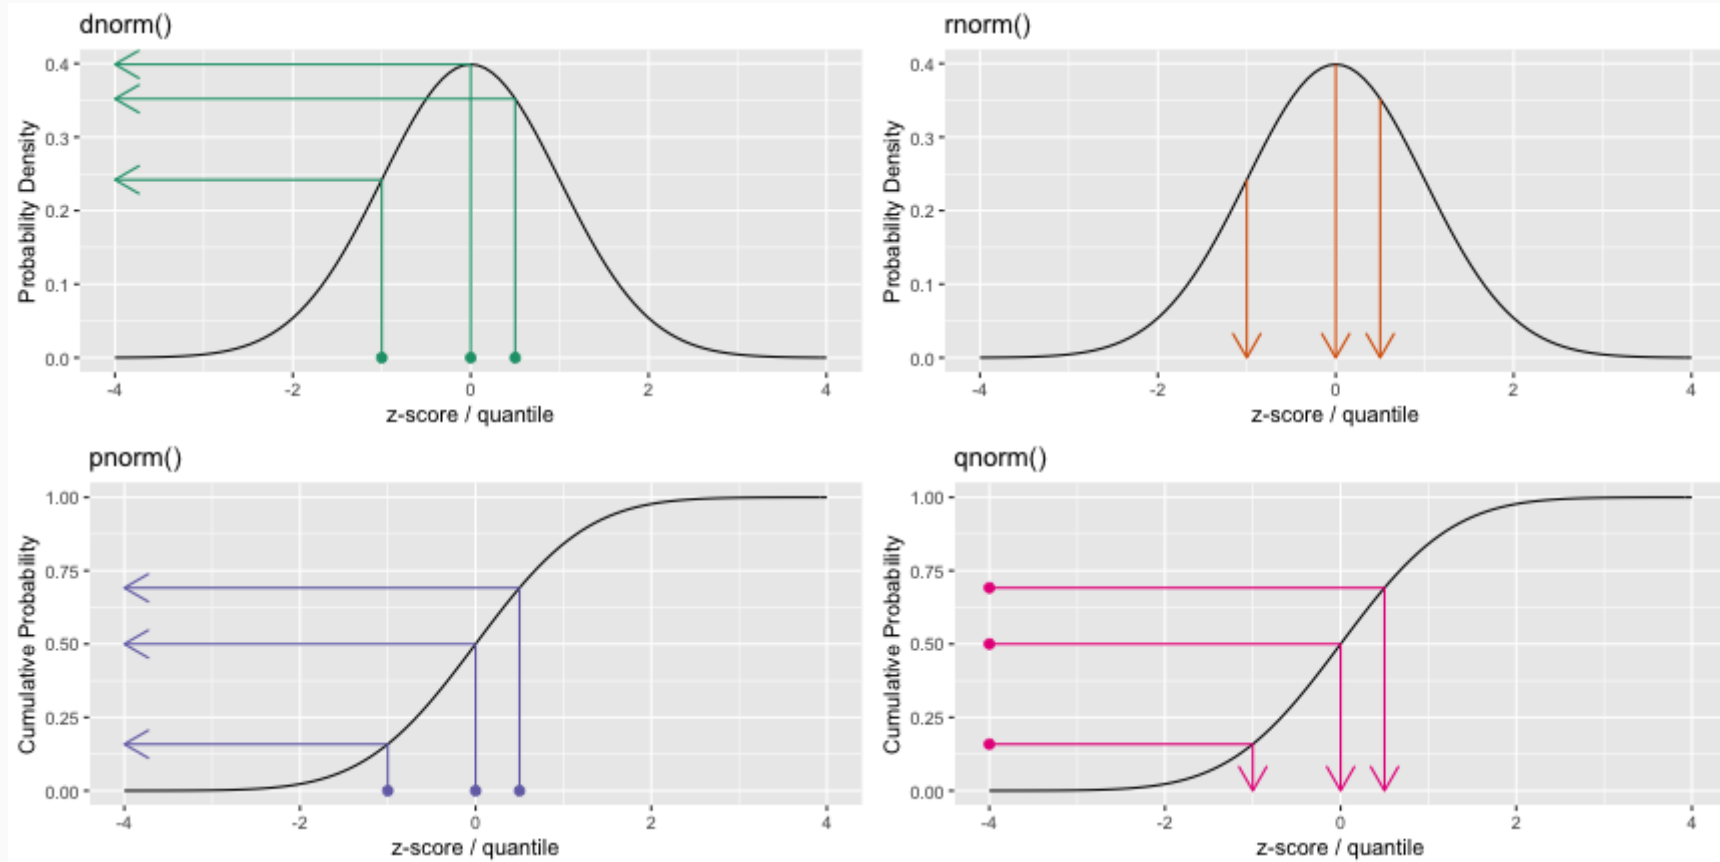 dnorm()
0.4
0.3
0.2
0.1
0.0
Probability Density
-4 -2 0 2 4
z-score / quantile
rnorm()
0.4
0.3
0.2
0.1
0.0
Probability Density
-4 -2 0 2 4
z-score / quantile
pnorm()
1.00
0.75
0.50
0.25
0.00
Cumulative Probability
-4 -2 0 2 4
z-score / quantile
qnorm()
1.00
0.75
0.50
0.25
0.00
Cumulative Probability
-4 -2 0 2 4
z-score / quantile